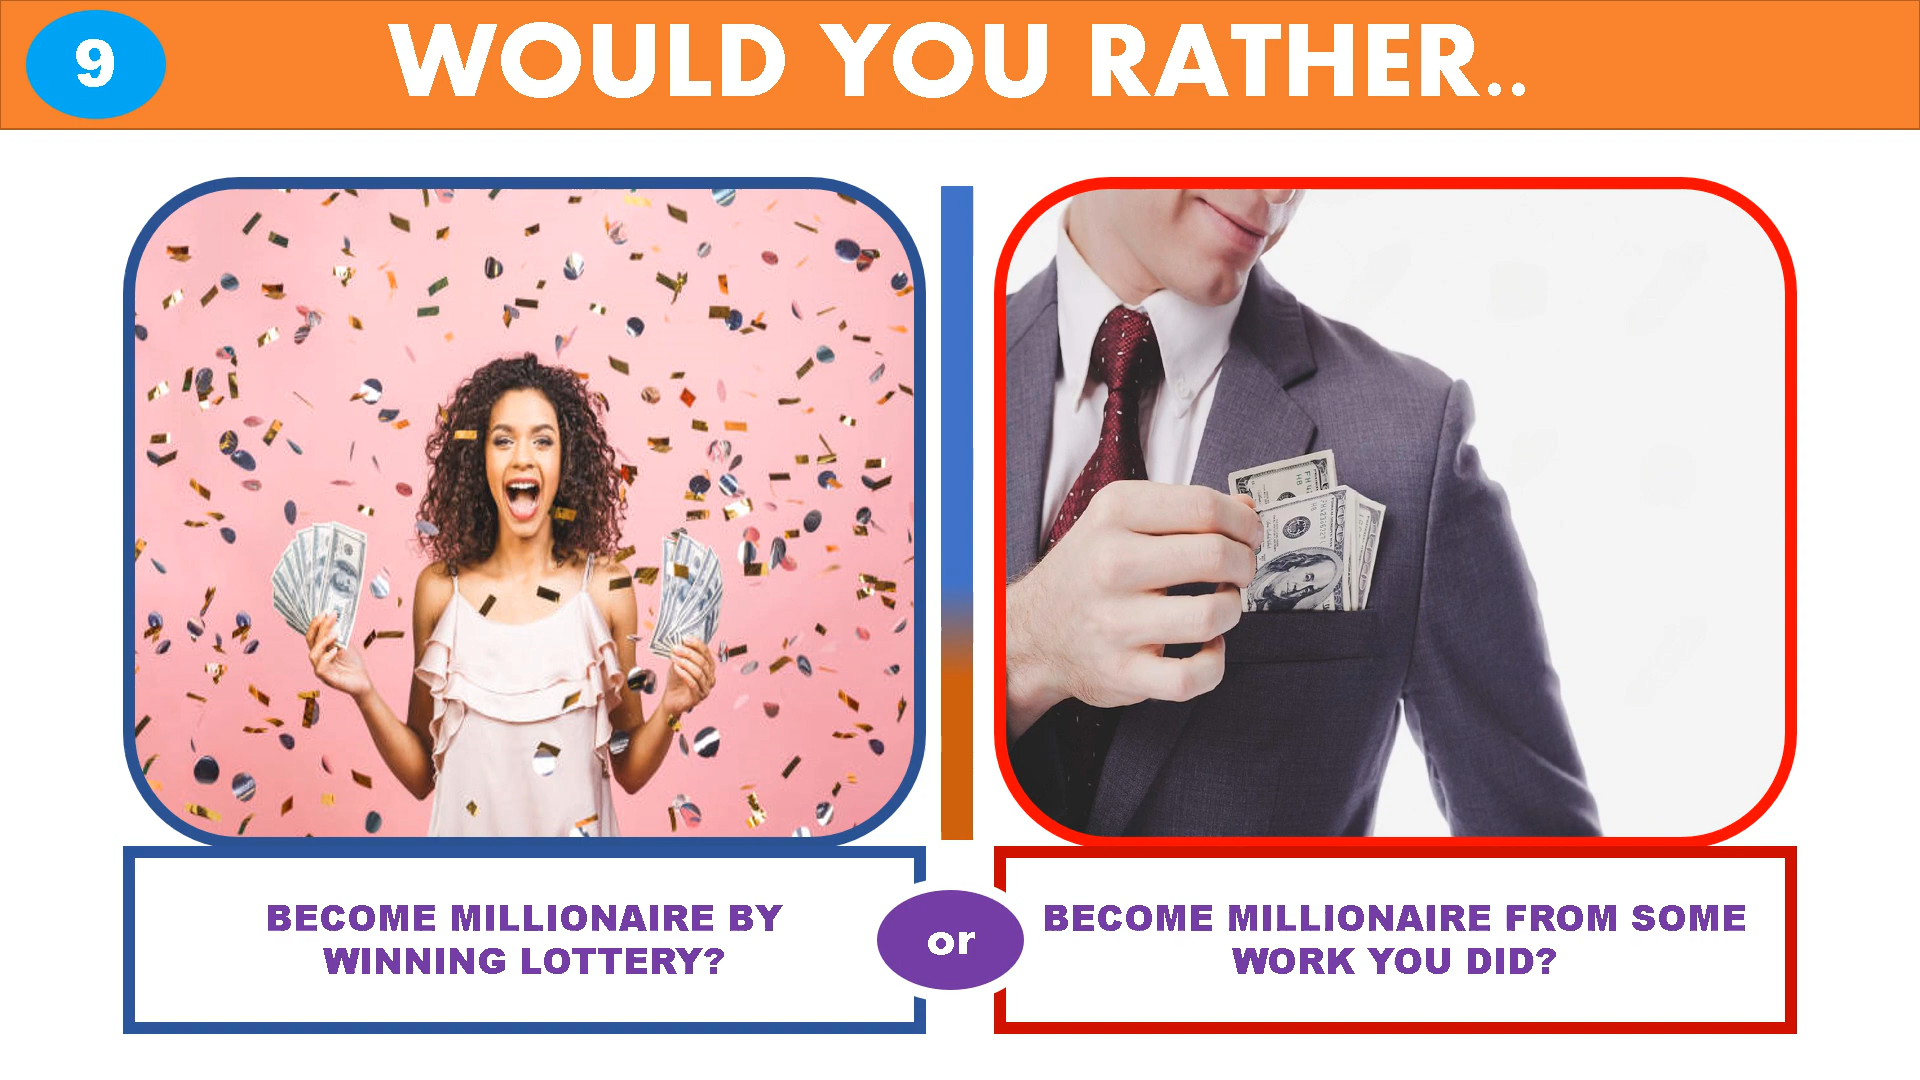 9
WOULD YOU RATHER..
BECOME MILLIONAIRE BY
WINNING LOTTERY?
or
BECOME MILLIONAIRE FROM SOME
WORK YOU DID?